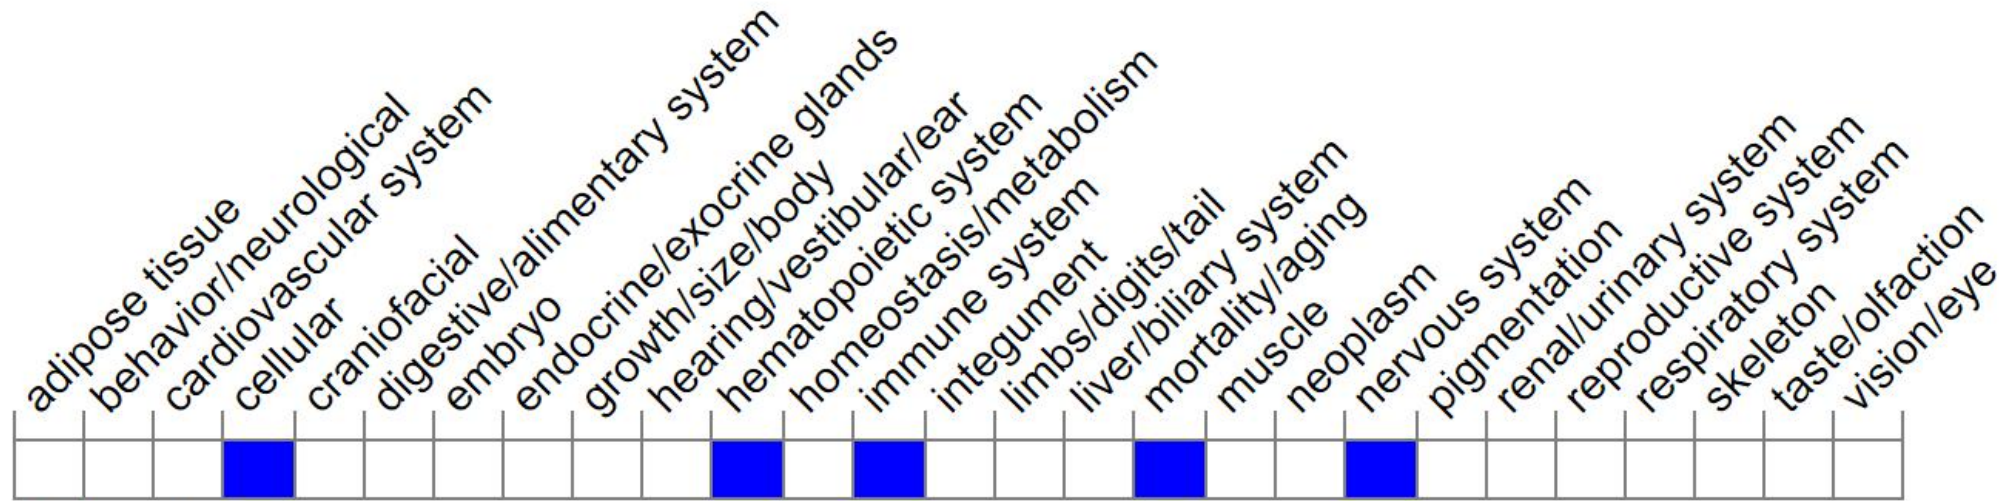 adipose tissue
behavior/neurological
cardiovascular system
cellular
craniofacial
digestive/alimentary system
embryo
endocrine/exocrine glands
growth/size/body
hearing/vestibular/ear
hematopoietic system
homeostasis/metabolism
immune system
integument
limbs/digits/tail
liver/biliary system
mortality/aging
muscle
neoplasm
nervous system
pigmentation
renal/urinary system
reproductive system
respiratory system
skeleton
taste/olfaction
vision/eye